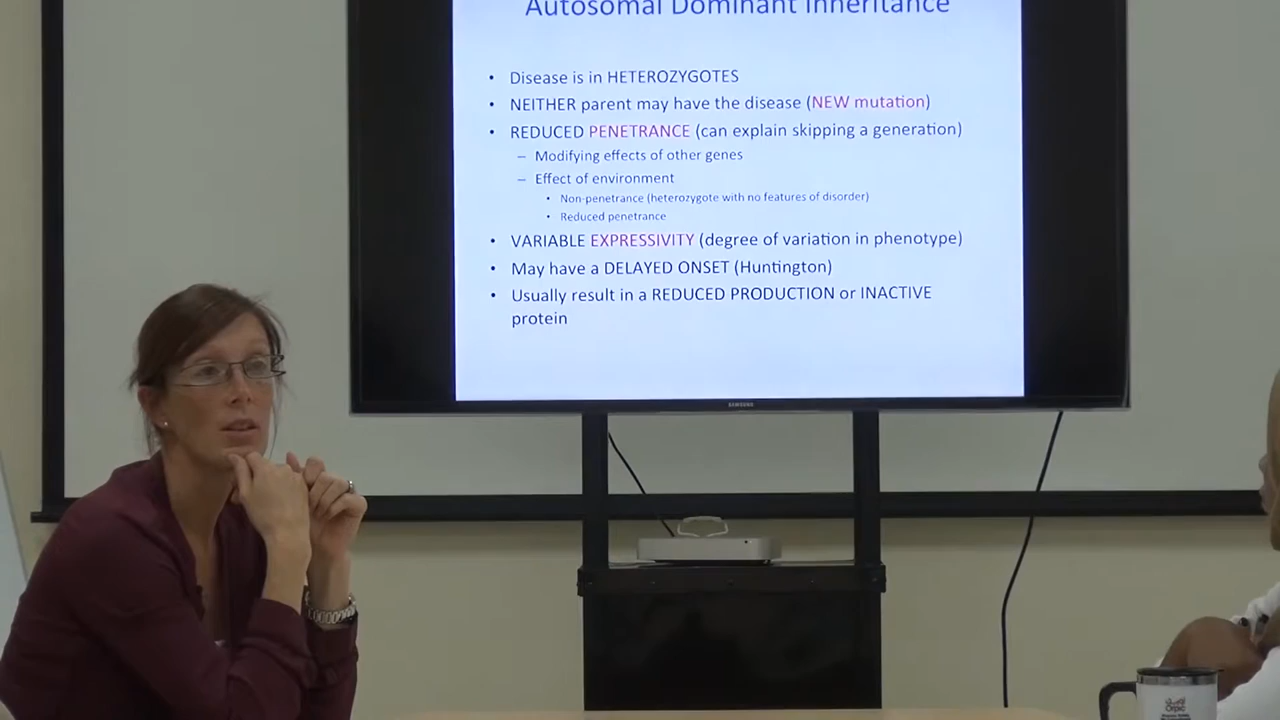 Autosomal Dominant Inheritance
• Disease is in HETEROZYGOTES
• NEITHER parent may have the disease (NEW mutation)
• REDUCED PENETRANCE (can explain skipping a generation)
– Modifying effects of other genes
– Effect of environment
• Non-penetrance (heterozygote with no features of disorder)
• Reduced penetrance
• VARIABLE EXPRESSIVITY (degree of variation in phenotype)
• May have a DELAYED ONSET (Huntington)
• Usually result in a REDUCED PRODUCTION or INACTIVE
protein
SAMSUNG